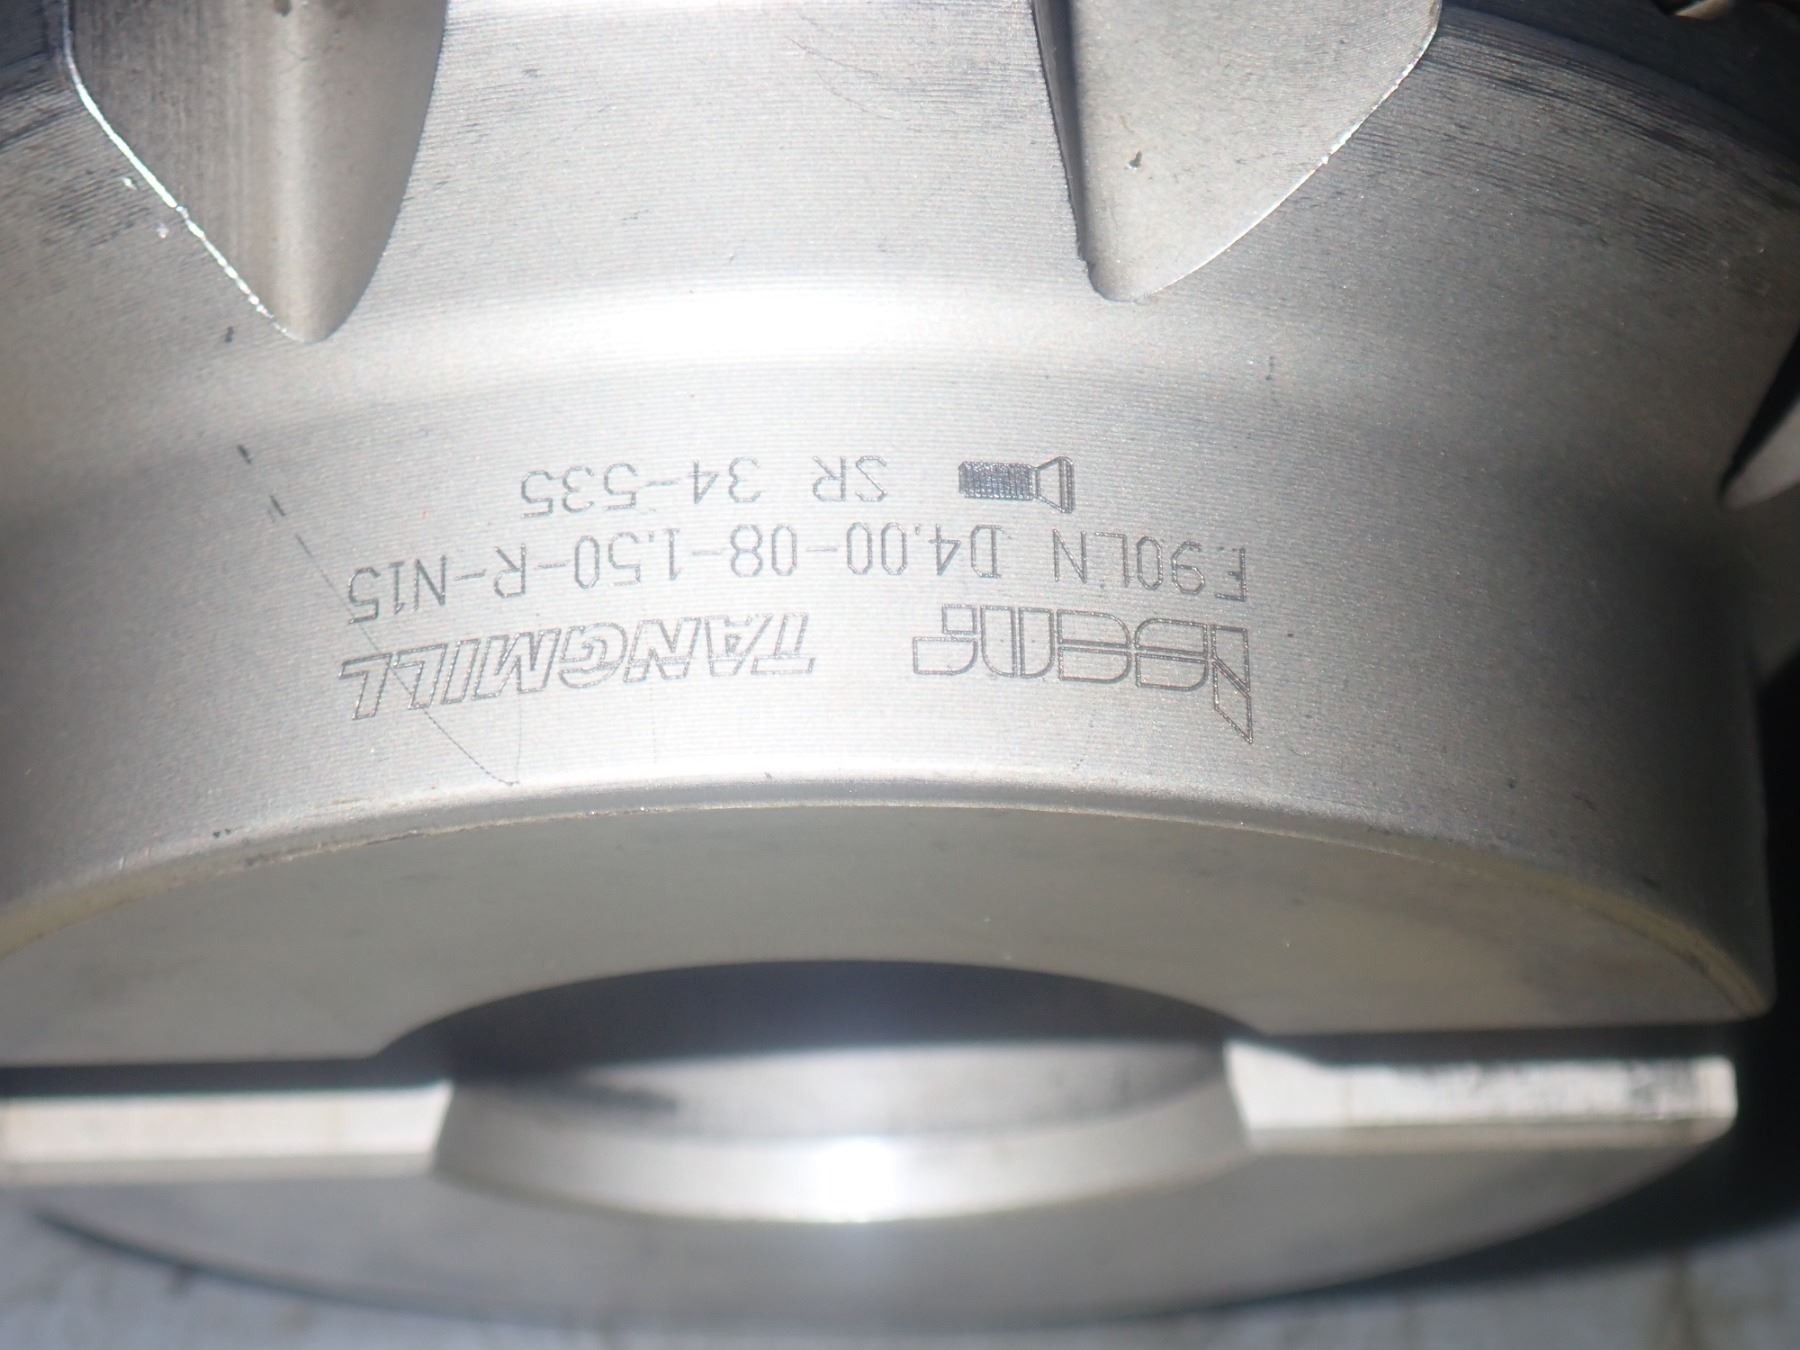 ISCAR TANGMILL
F90LN D4.00-08-1.50-R-N15
SR 34-535